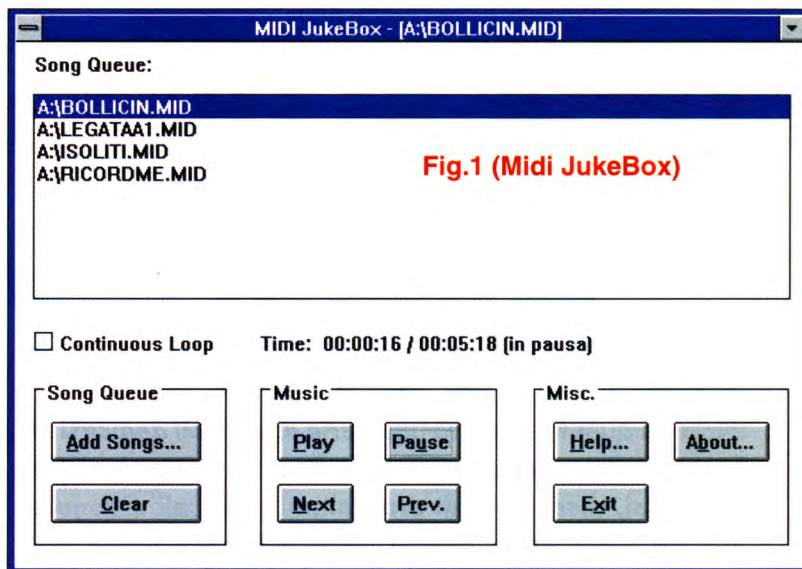 MIDI JukeBox - [A:\BOLLICIN.MID]
Song Queue:
A:\BOLLICIN.MID
A:\LEGATAA1.MID
A:\ISOLITI.MID
A:\RICORDME.MID
Fig.1 (Midi JukeBox)
Continuous Loop
Time: 00:00:16 / 00:05:18 (in pausa)
Song Queue
Add Songs...
Clear
Music
Play
Pause
Next
Prev.
Misc.
Help...
About...
Exit